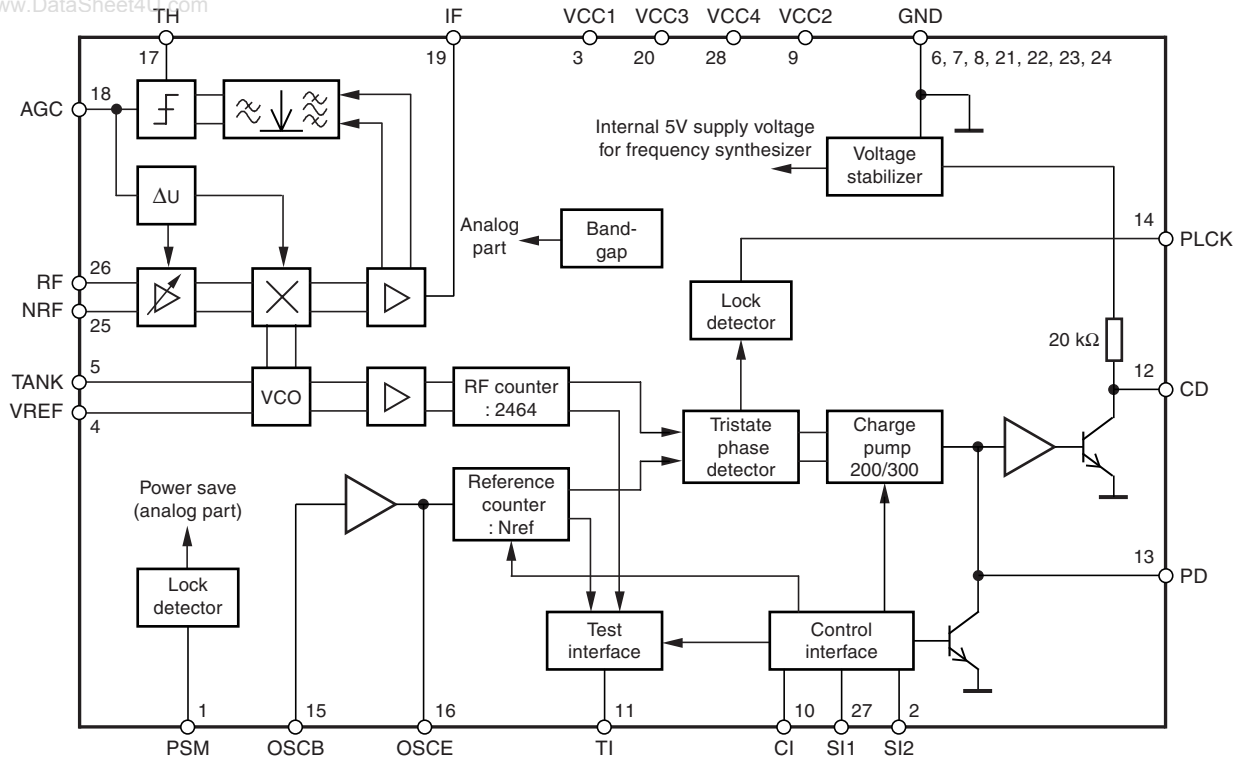 www.DataSheet4U.com
TH
IF
VCC1
VCC3
VCC4
VCC2
GND
17
19
3
20
28
9
6, 7, 8, 21, 22, 23, 24
AGC
18
Internal 5V supply voltage
for frequency synthesizer
Voltage
stabilizer
ΔU
Analog
part
Band-
gap
14
PLCK
RF
26
NRF
25
Lock
detector
20 kΩ
TANK
5
VREF
4
VCO
RF counter
: 2464
12
CD
Tristate
phase
detector
Charge
pump
200/300
Power save
(analog part)
Reference
counter
: Nref
Lock
detector
13
PD
Test
interface
Control
interface
1
15
16
11
10
27
2
PSM
OSCB
OSCE
TI
CI
SI1
SI2